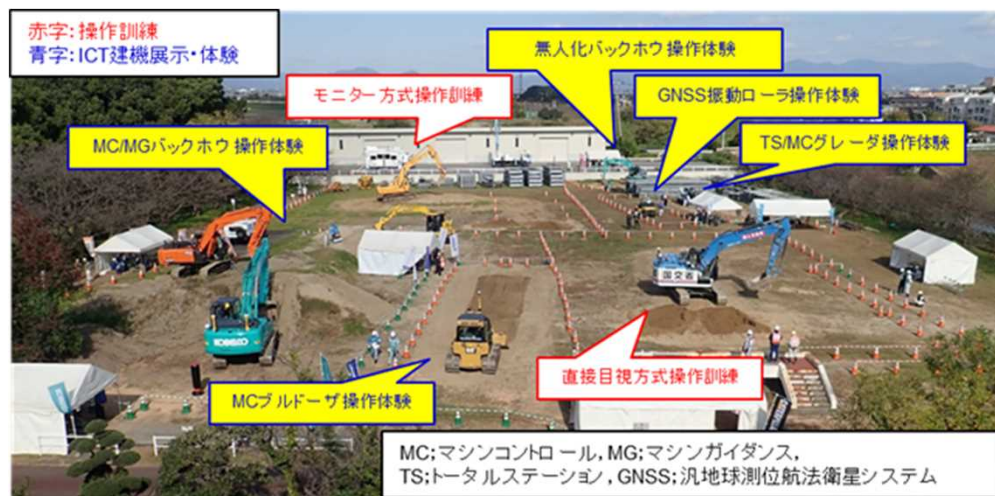 赤字:操作訓練
青字:ICT建機展示・体験
無人化バックホウ操作体験
モニター方式操作訓練
GNSS振動ローラ操作体験
MC/MGバックホウ操作体験
TS/MCグレーダ操作体験
国交省
KOBELCO
直接目視方式操作訓練
MCブルドーザ操作体験
MC;マシンコントロール,MG;マシンガイダンス,
TS;トータルステーション,GNSS;汎地球測位航法衛星システム